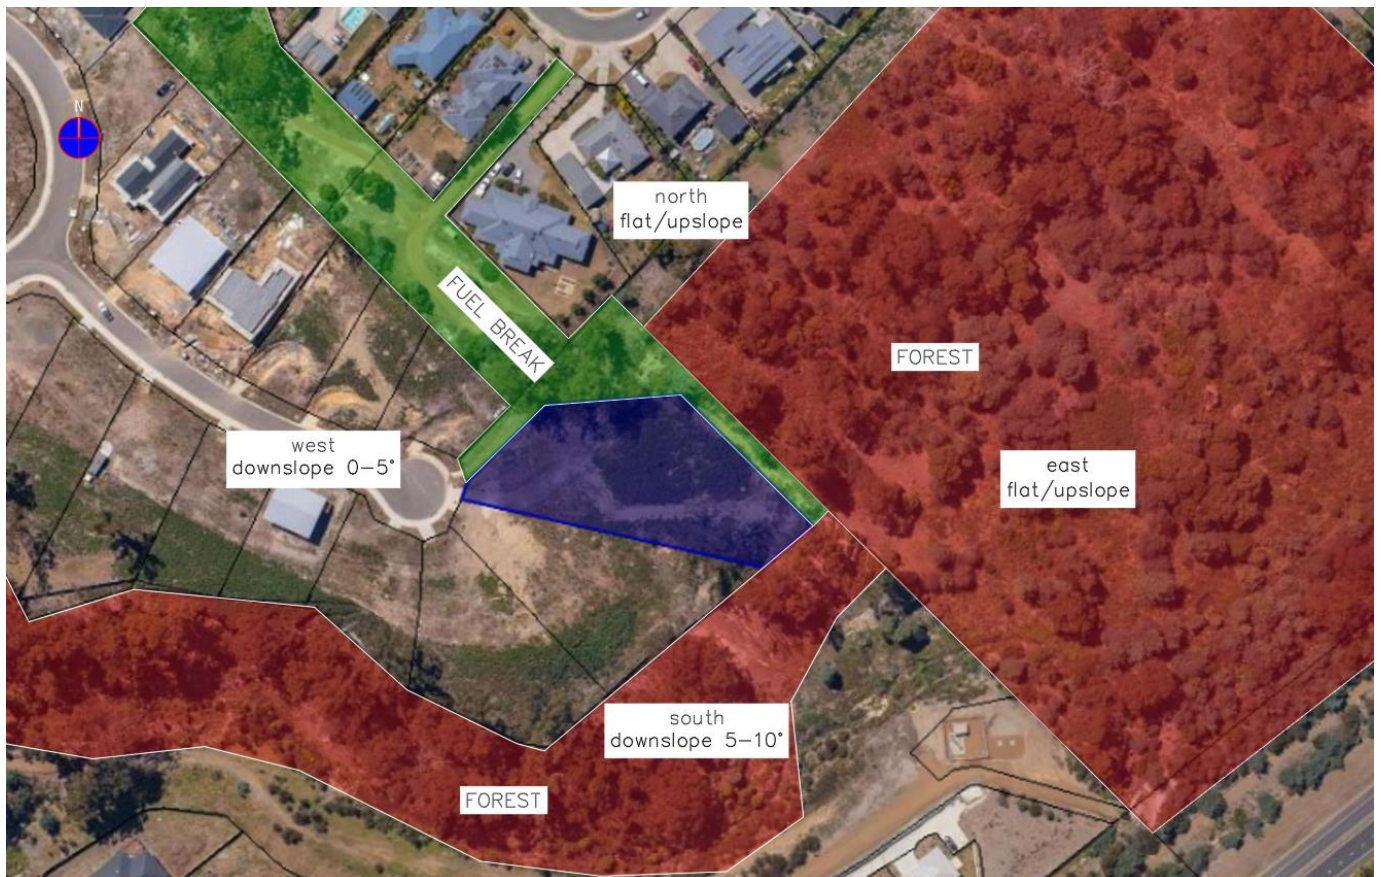 N
north
flat/upslope
FUEL BREAK
FOREST
west
downslope 0–5°
east
flat/upslope
south
downslope 5–10°
FOREST